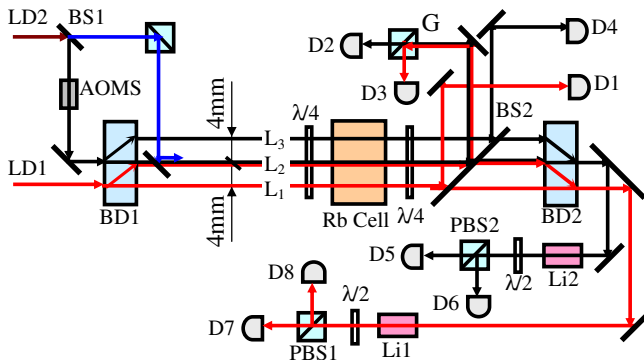 LD2
BS1
G
D2
D4
AOMS
D3
D1
4mm
λ/4
BS2
L₃
LD1
L₂
L₁
BD1
4mm
Rb Cell
λ/4
BD2
PBS2
D5
D8
D6
λ/2
Li2
λ/2
D7
PBS1
Li1